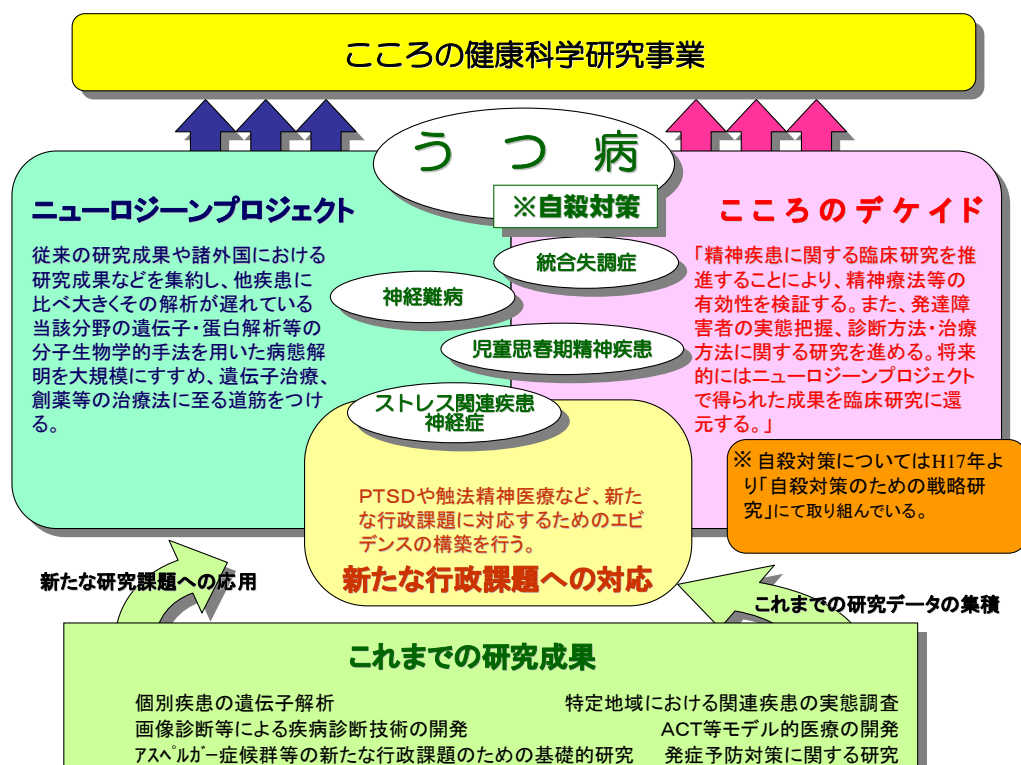 こころの健康科学研究事業
うつ病
※自殺対策
ニューロジーンプロジェクト
従来の研究成果や諸外国における
研究成果などを集約し、他疾患に
比べ大きくその解析が遅れている
当該分野の遺伝子・蛋白解析等の
分子生物学的手法を用いた病態解
明を大規模にすすめ、遺伝子治療、
創薬等の治療法に至る道筋をつけ
る。
統合失調症
神経難病
児童思春期精神疾患
ストレス関連疾患
神経症
こころのデケイド
「精神疾患に関する臨床研究を推
進することにより、精神療法等の
有効性を検証する。また、発達障
害者の実態把握、診断方法・治療
方法に関する研究を進める。将来
的にはニューロジーンプロジェクト
で得られた成果を臨床研究に還
元する。」
※自殺対策についてはH17年よ
り「自殺対策のための戦略研
究」にて取り組んでいる。
PTSDや触法精神医療など、新た
な行政課題に対応するためのエビ
デンスの構築を行う。
新たな行政課題への対応
新たな研究課題への応用
これまでの研究データの集積
これまでの研究成果
個別疾患の遺伝子解析
画像診断等による疾病診断技術の開発
アスペルガー症候群等の新たな行政課題のための基礎的研究
特定地域における関連疾患の実態調査
ACT等モデル的医療の開発
発症予防対策に関する研究